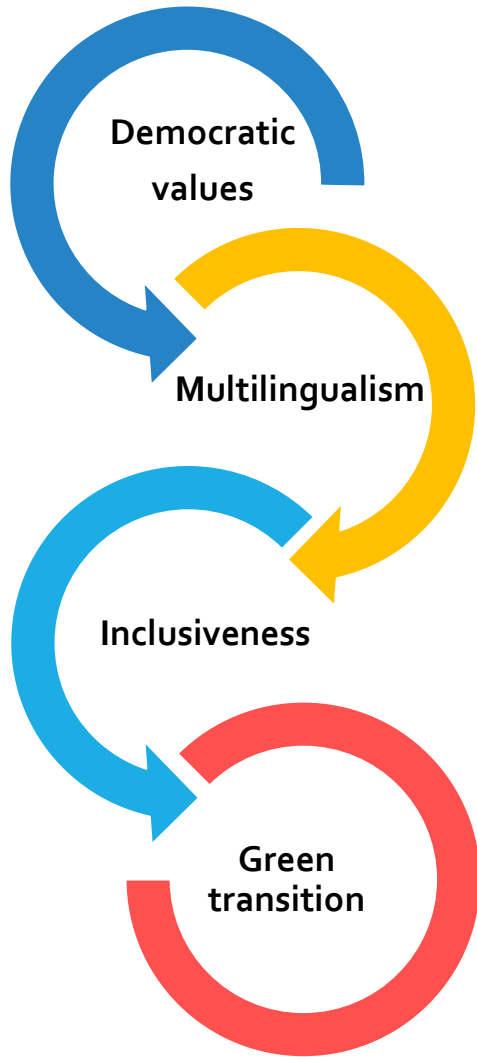 Democratic
values
Multilingualism
Inclusiveness
Green
transition